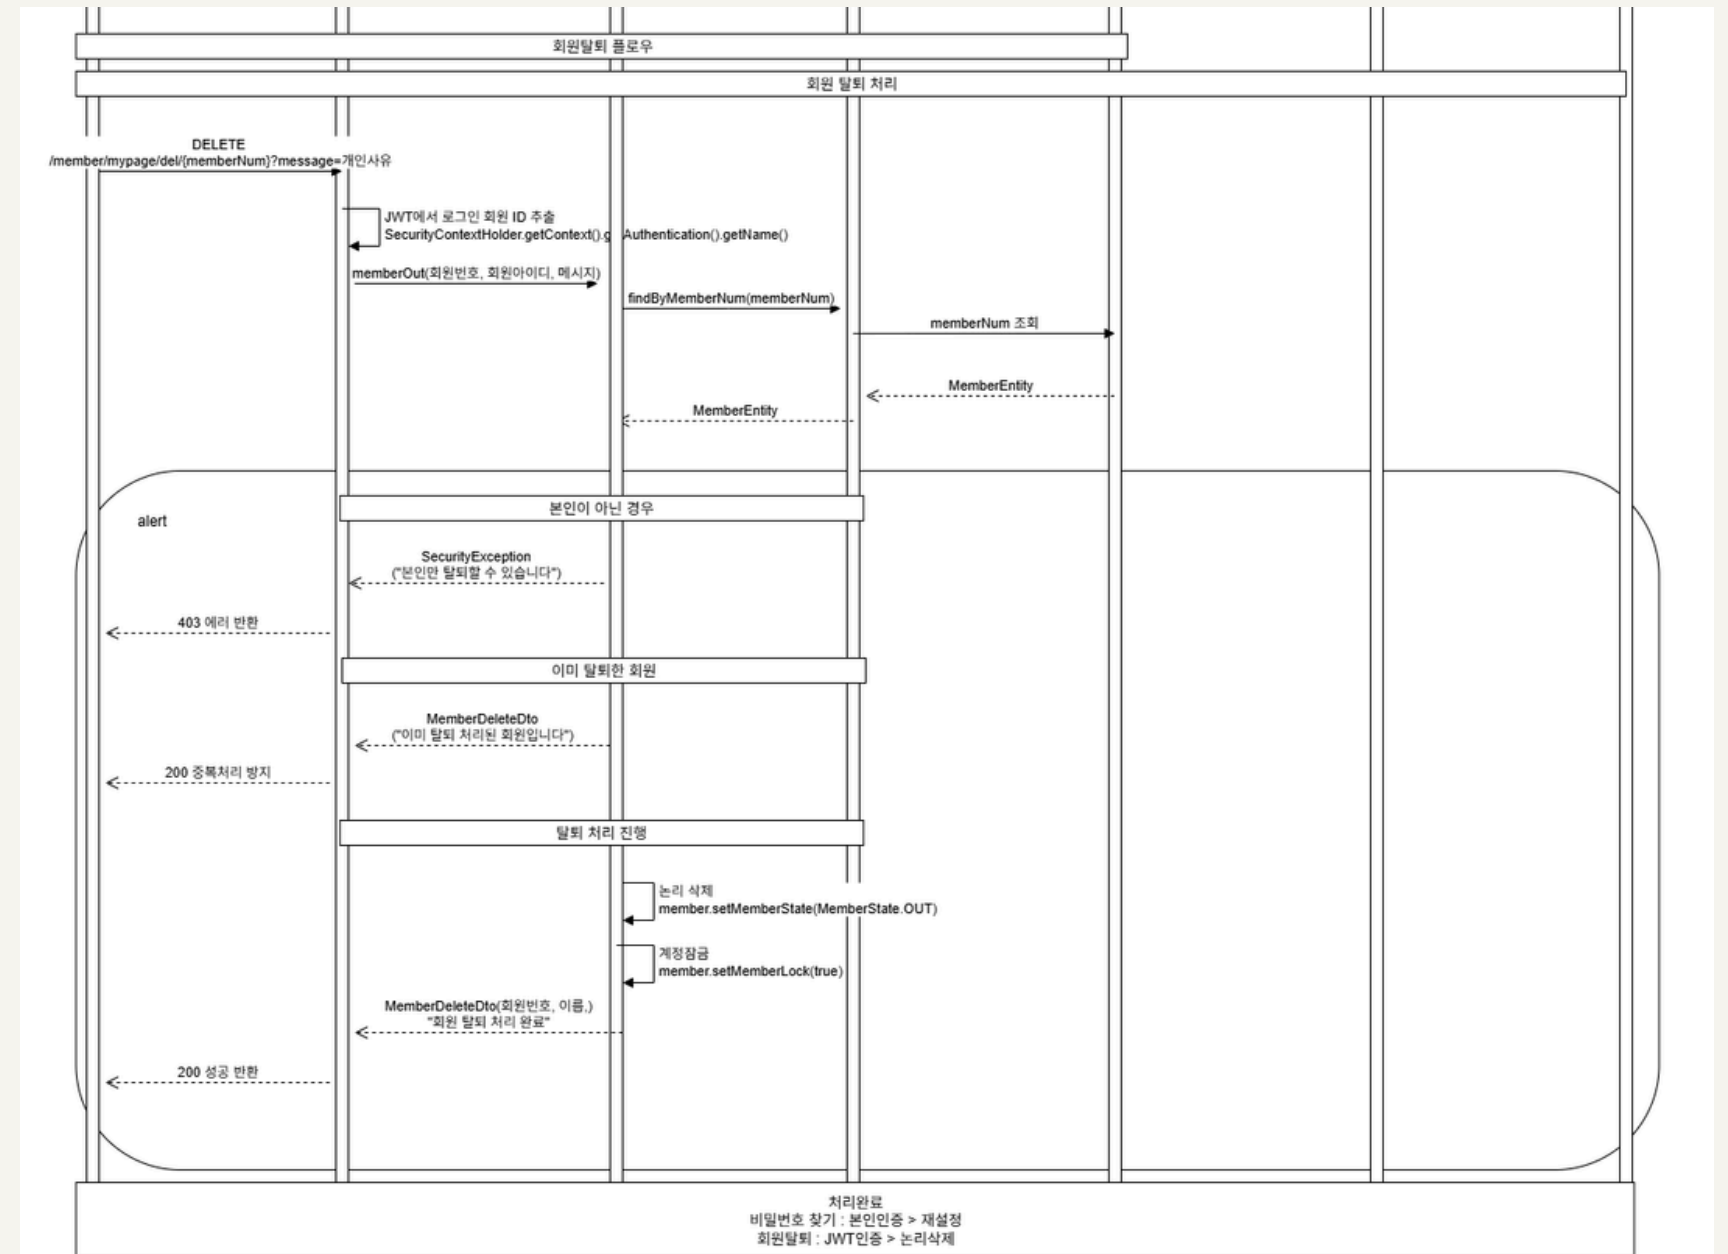 회원탈퇴 플로우
회원 탈퇴 처리
DELETE
/member/mypage/del/{memberNum}?message=개인사유
JWT에서 로그인 회원 ID 추출
SecurityContextHolder.getContext().g Authentication().getName()
memberOut(회원번호, 회원아이디, 메시지)
findByMemberNum(memberNum)
memberNum 조회
MemberEntity
MemberEntity
본인이 아닌 경우
alert
SecurityException
("본인만 탈퇴할 수 있습니다")
403 에러 반환
이미 탈퇴한 회원
MemberDeleteDto
("이미 탈퇴 처리된 회원입니다")
200 중복처리 방지
탈퇴 처리 진행
논리 삭제
member.setMemberState(MemberState.OUT)
계정잠금
member.setMemberLock(true)
MemberDeleteDto(회원번호, 이름,)
"회원 탈퇴 처리 완료"
200 성공 반환
처리완료
비밀번호 찾기 : 본인인증 > 재설정
회원탈퇴 : JWT인증 > 논리삭제